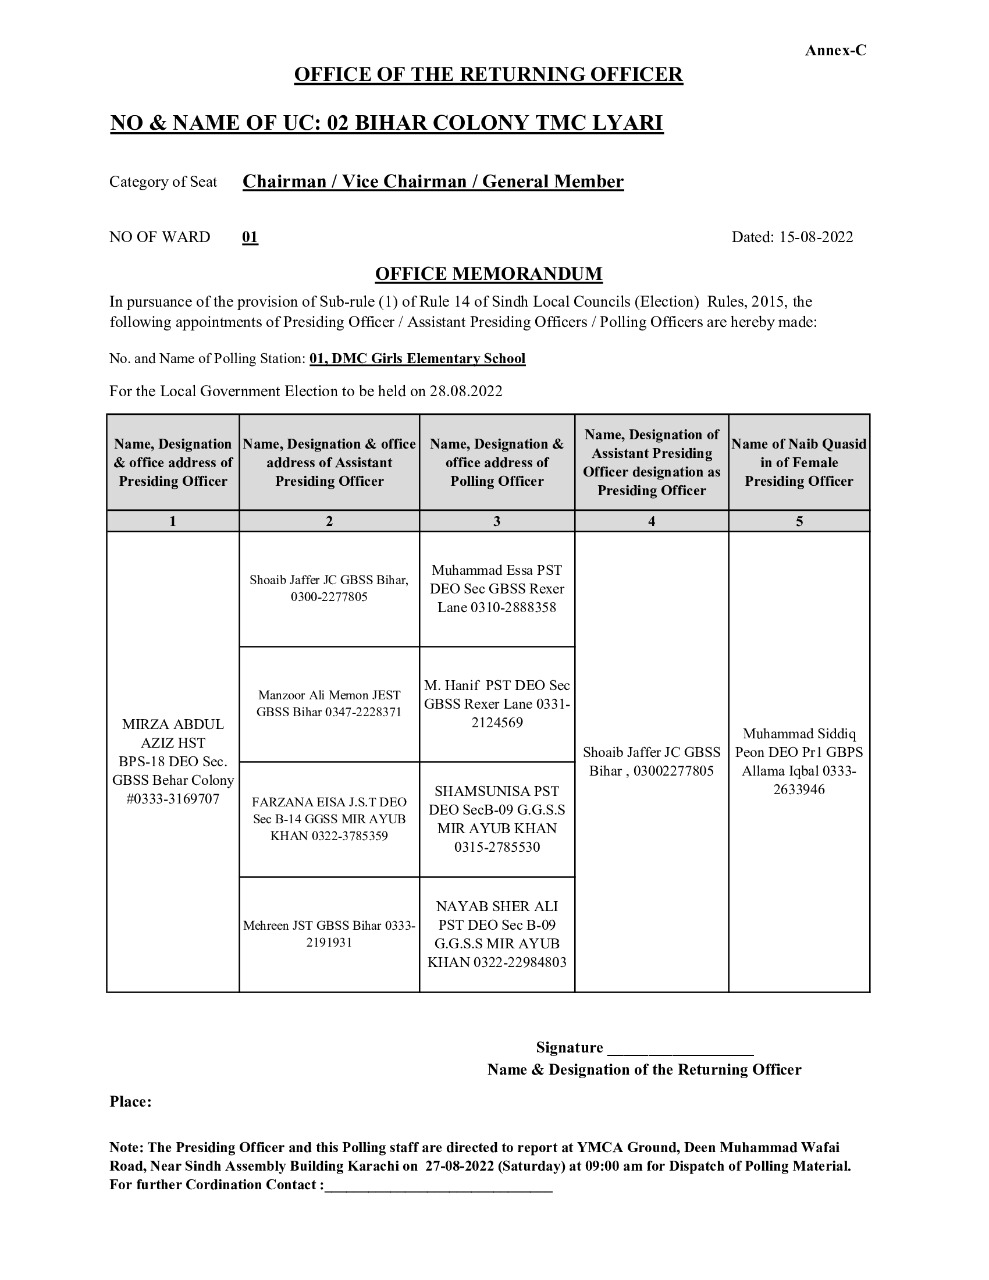 Annex-C
OFFICE OF THE RETURNING OFFICER
NO & NAME OF UC: 02 BIHAR COLONY TMC LYARI
Category of Seat Chairman / Vice Chairman / General Member
NO OF WARD 01 Dated: 15-08-2022
OFFICE MEMORANDUM
In pursuance of the provision of Sub-rule (1) of Rule 14 of Sindh Local Councils (Election) Rules, 2015, the
following appointments of Presiding Officer / Assistant Presiding Officers / Polling Officers are hereby made:
No. and Name of Polling Station: 01, DMC Girls Elementary School
For the Local Government Election to be held on 28.08.2022
Name, Designation
& office address of
Presiding Officer
Name, Designation & office
address of Assistant
Presiding Officer
Name, Designation &
office address of
Polling Officer
Name, Designation of
Assistant Presiding
Officer designation as
Presiding Officer
Name of Naib Quasid
in of Female
Presiding Officer
1 2 3 4 5
MIRZA ABDUL
AZIZ HST
BPS-18 DEO Sec.
GBSS Behar Colony
#0333-3169707
Shoaib Jaffer JC GBSS Bihar,
0300-2277805
Muhammad Essa PST
DEO Sec GBSS Rexer
Lane 0310-2888358
Manzoor Ali Memon JEST
GBSS Bihar 0347-2228371
M. Hanif PST DEO Sec
GBSS Rexer Lane 0331-
2124569
FARZANA EISA J.S.T DEO
Sec B-14 GGSS MIR AYUB
KHAN 0322-3785359
SHAMSUNISA PST
DEO SecB-09 G.G.S.S
MIR AYUB KHAN
0315-2785530
Mehreen JST GBSS Bihar 0333-
2191931
NAYAB SHER ALI
PST DEO Sec B-09
G.G.S.S MIR AYUB
KHAN 0322-22984803
Shoaib Jaffer JC GBSS
Bihar , 03002277805
Muhammad Siddiq
Peon DEO Pr1 GBPS
Allama Iqbal 0333-
2633946
Signature __________________
Name & Designation of the Returning Officer
Place:
Note: The Presiding Officer and this Polling staff are directed to report at YMCA Ground, Deen Muhammad Wafai
Road, Near Sindh Assembly Building Karachi on 27-08-2022 (Saturday) at 09:00 am for Dispatch of Polling Material.
For further Cordination Contact :______________________________